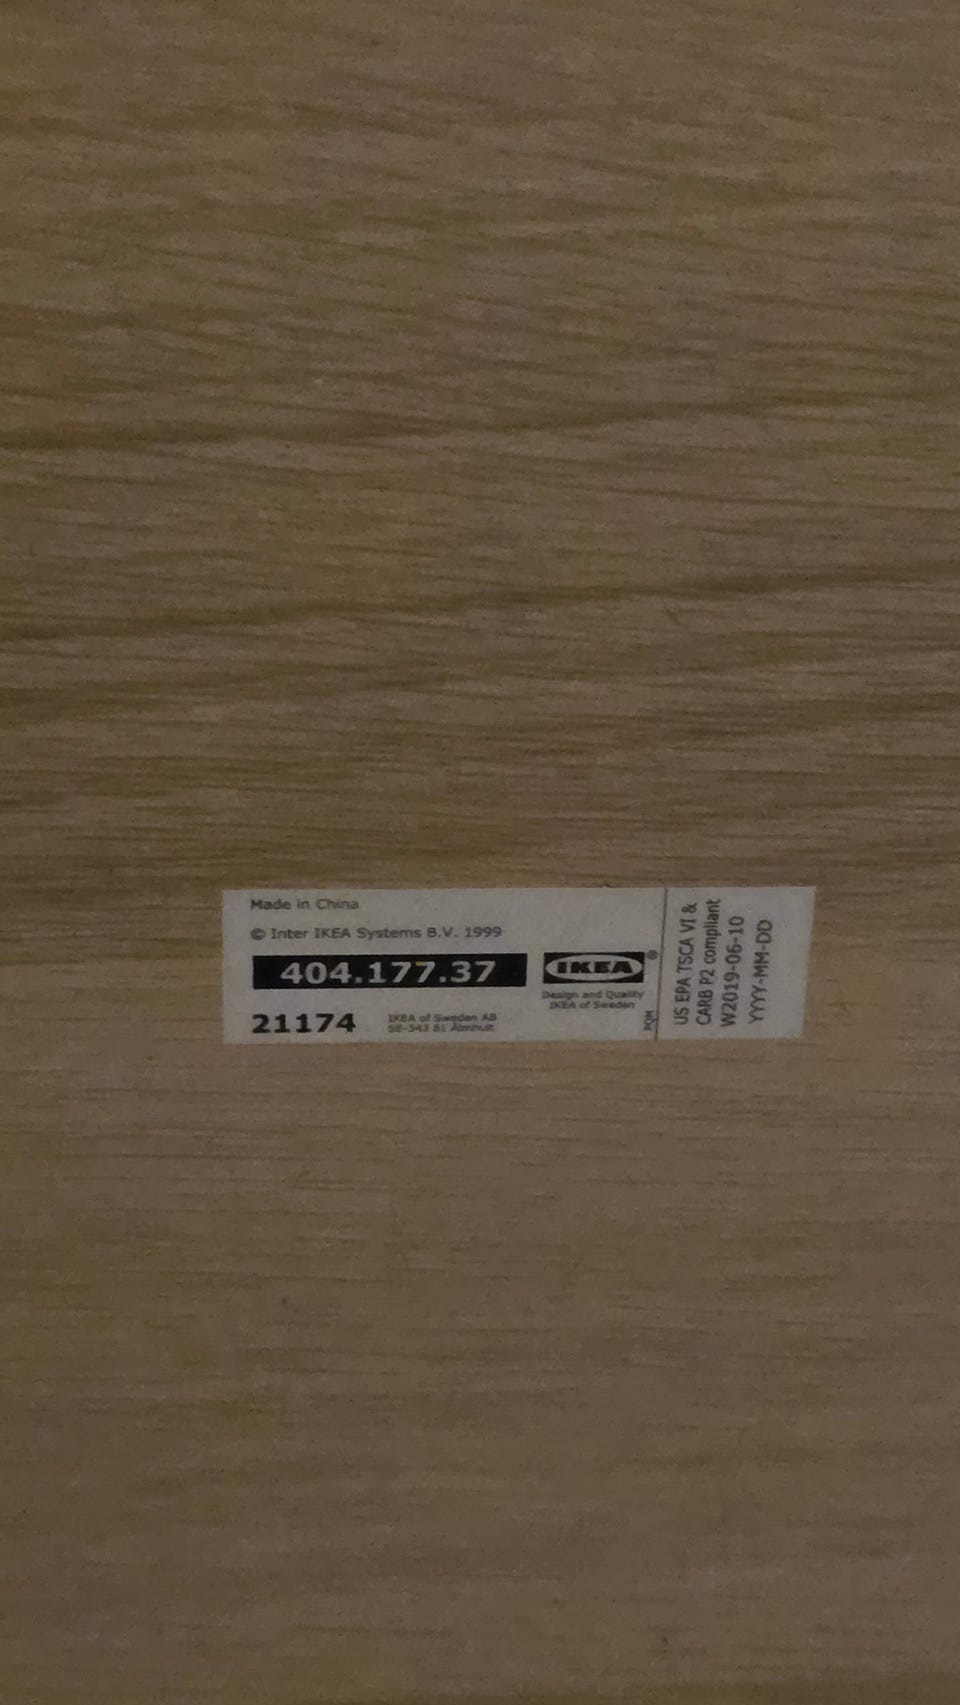 Made in China
© Inter IKEA Systems B.V. 1999
404.177.37
IKEA®
Design and Quality
IKEA of Sweden
21174
IKEA of Sweden AB
SE-343 81 Älmhult
PQM
US EPA TSCA VI &
CARB P2 compliant
W2019-06-10
YYYY-MM-DD